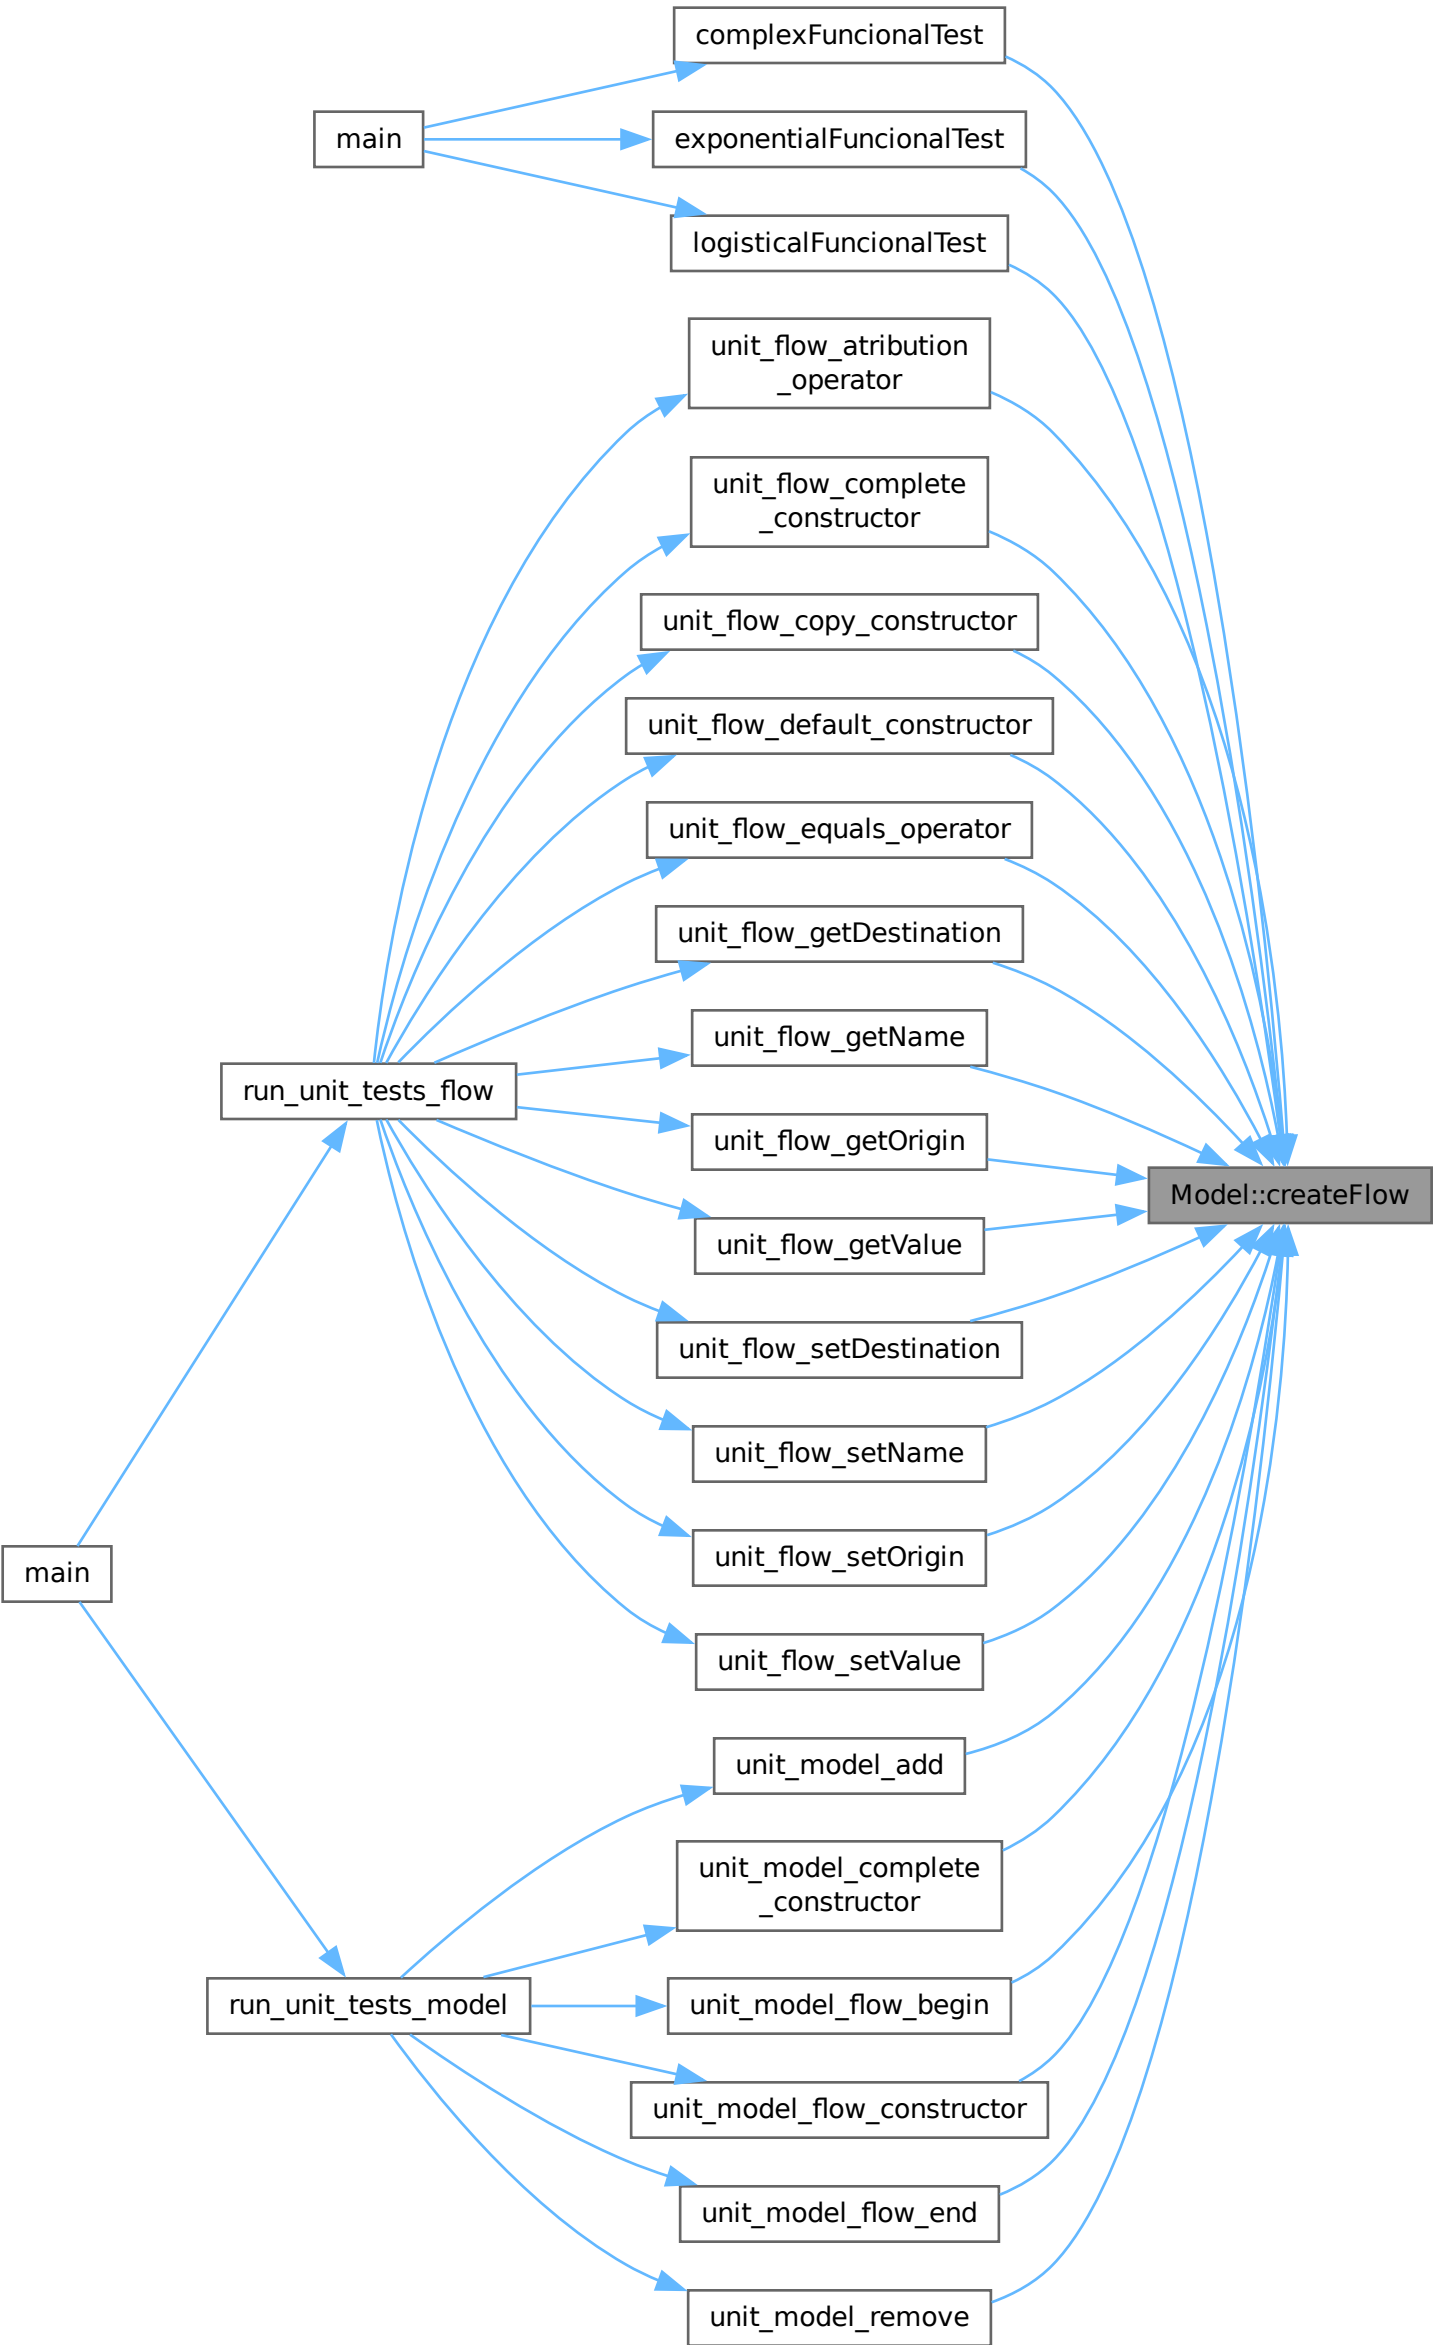 complexFuncionalTest
main
exponentialFuncionalTest
logisticalFuncionalTest
unit_flow_atribution
_operator
unit_flow_complete
_constructor
unit_flow_copy_constructor
unit_flow_default_constructor
unit_flow_equals_operator
unit_flow_getDestination
unit_flow_getName
run_unit_tests_flow
unit_flow_getOrigin
Model::createFlow
unit_flow_getValue
unit_flow_setDestination
unit_flow_setName
unit_flow_setOrigin
main
unit_flow_setValue
unit_model_add
unit_model_complete
_constructor
run_unit_tests_model
unit_model_flow_begin
unit_model_flow_constructor
unit_model_flow_end
unit_model_remove